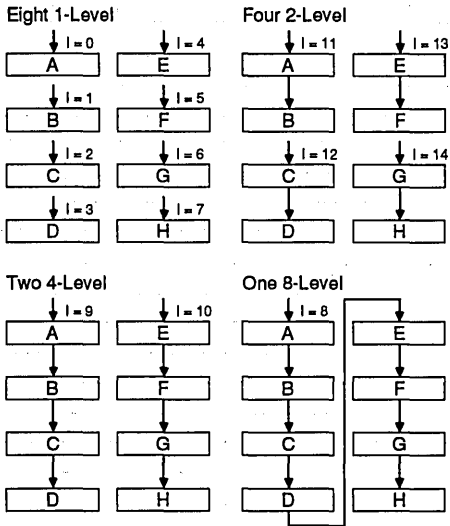 Eight 1-Level
I = 0
A
I = 1
B
I = 2
C
I = 3
D
I = 4
E
I = 5
F
I = 6
G
I = 7
H
Four 2-Level
I = 11
A
B
I = 12
C
D
I = 13
E
F
I = 14
G
H
Two 4-Level
I = 9
A
B
C
D
I = 10
E
F
G
H
One 8-Level
I = 8
A
B
C
D
E
F
G
H